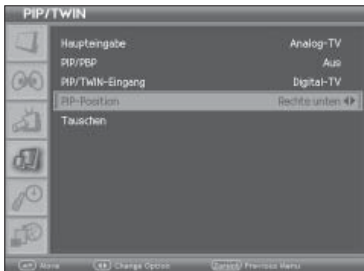 PIP/TWIN
Haupteingabe Analog-TV
PIP/PBP Aus
PIP/TWIN-Eingang Digital-TV
PIP-Position Rechts unten
Tauschen
Move Change Option Previous Menu